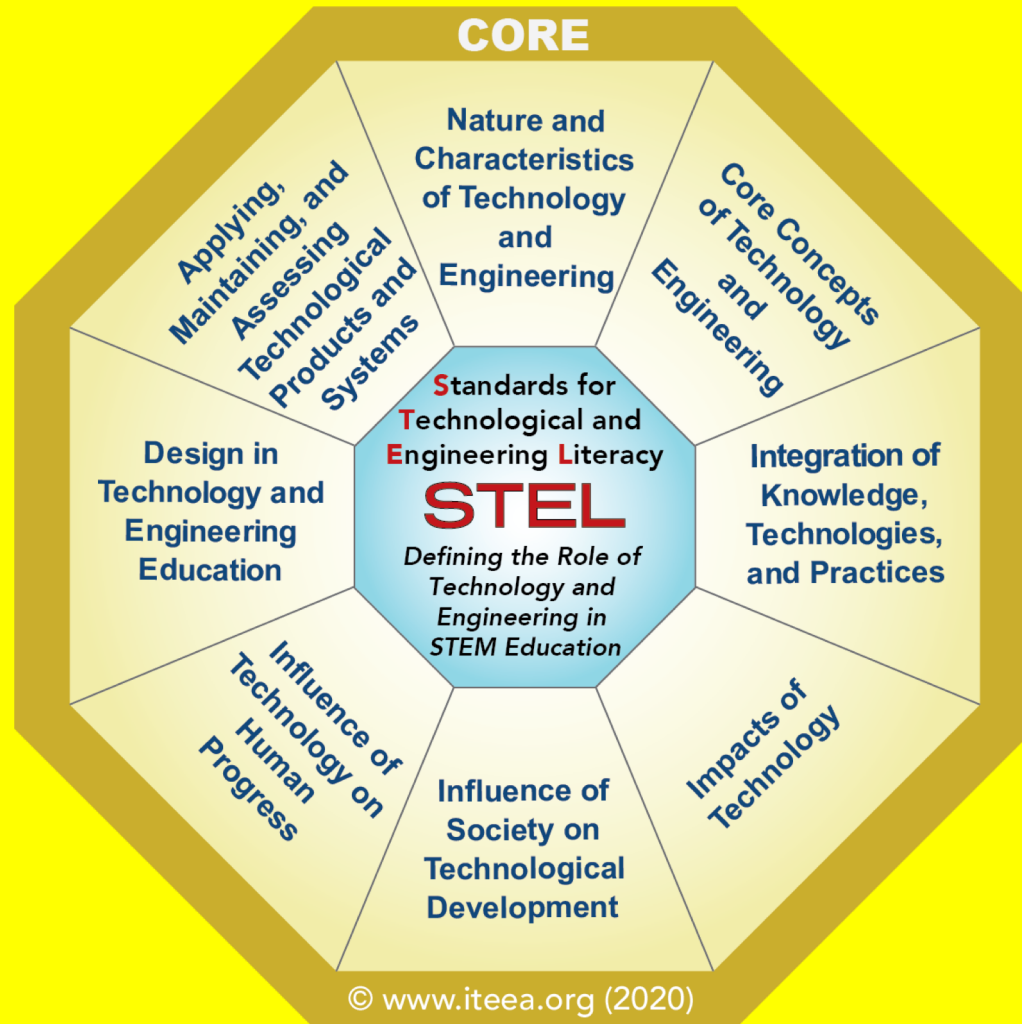 CORE
Nature and
Characteristics
of Technology
and
Engineering
Core Concepts
of Technology
and
Engineering
Integration of
Knowledge,
Technologies,
and Practices
Impacts of
Technology
Influence of
Society on
Technological
Development
Influence of
Technology on
Human
Progress
Design in
Technology and
Engineering
Education
Applying,
Maintaining, and
Assessing
Technological
Products and
Systems
Standards for
Technological and
Engineering Literacy
STEL
Defining the Role of
Technology and
Engineering in
STEM Education
© www.iteea.org (2020)